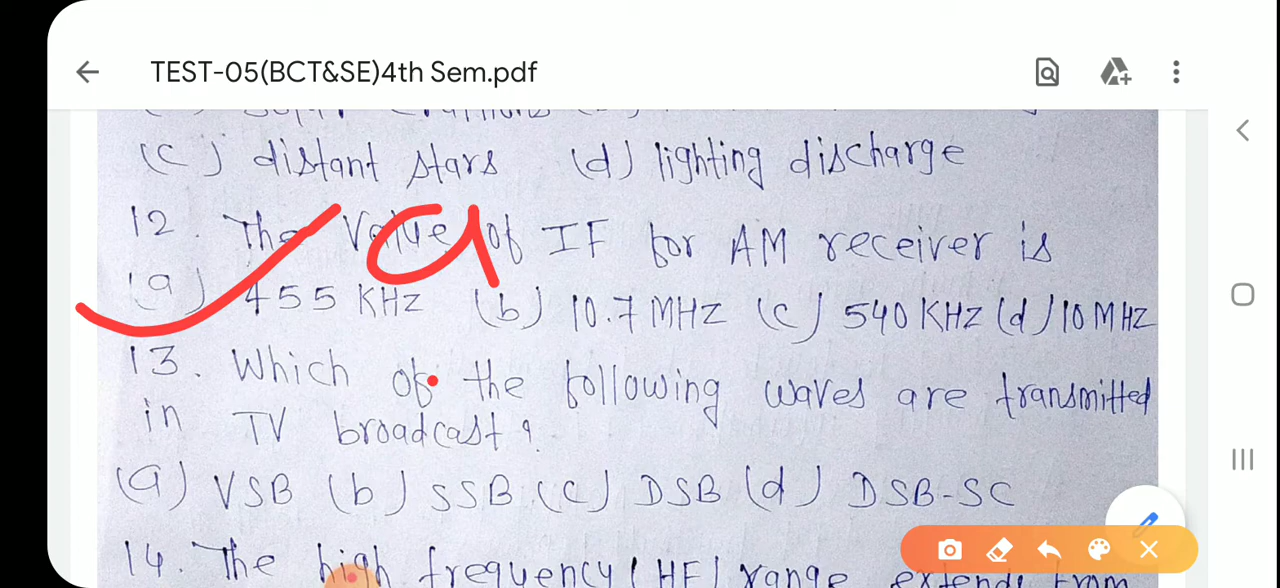 TEST-05(BCT&SE)4th Sem.pdf
(c) distant stars (d) lighting discharge
12. The Value of IF for AM receiver is
a
(a) 455 KHz (b) 10.7 MHz (c) 540 KHz (d) 10 MHz
13. Which of the following waves are transmitted
in TV broadcast ?
(a) VSB (b) SSB (c) DSB (d) DSB-SC
14. The high frequency (HF) range extends from